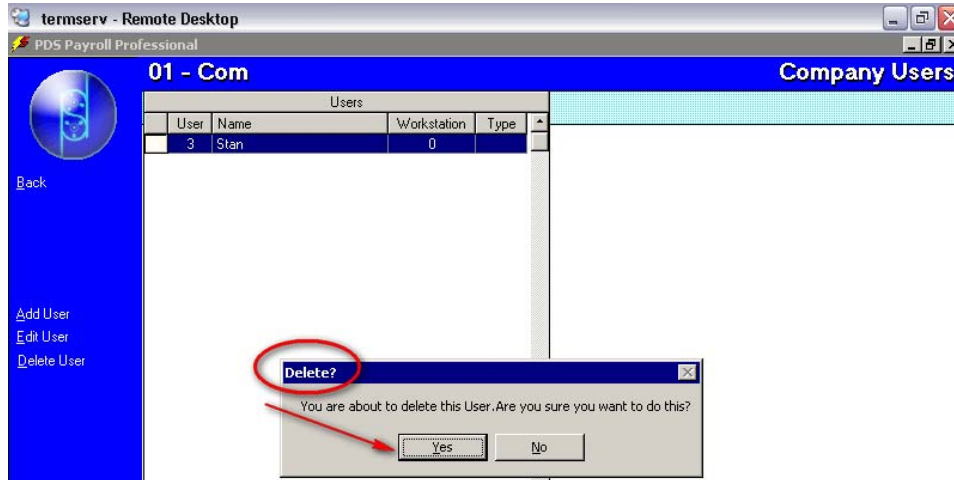 termserv - Remote Desktop
PDS Payroll Professional
01 - Com
Company Users
Users
User Name Workstation Type
3 Stan 0
Back
Add User
Edit User
Delete User
Delete?
You are about to delete this User.Are you sure you want to do this?
Yes No